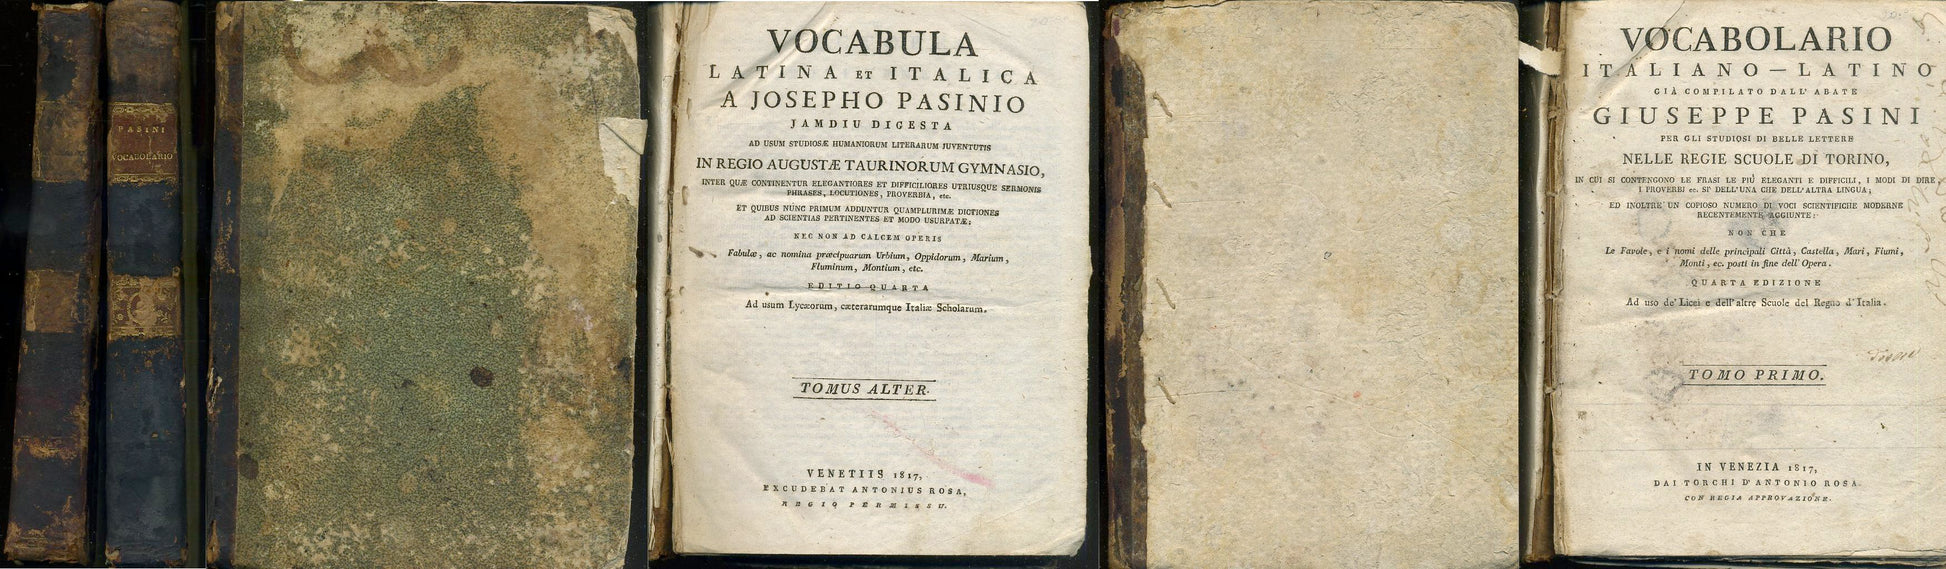 PASINI
VOCABOLARIO
VOCABULA
LATINA ET ITALICA
A JOSEPHO PASINIO
JAMDIU DIGESTA
AD USUM STUDIOSÆ HUMANIORUM LITERARUM JUVENTUTIS
IN REGIO AUGUSTÆ TAURINORUM GYMNASIO,
INTER QUÆ CONTINENTUR ELEGANTIORES ET DIFFICILIORES UTRIUSQUE SERMONIS
PHRASES, LOCUTIONES, PROVERBIA, etc.
ET QUIBUS NUNC PRIMUM ADDUNTUR QUAMPLURIMÆ DICTIONES
AD SCIENTIAS PERTINENTES ET MODO USURPATÆ;
NEC NON AD CALCEM OPERIS
Fabulæ, ac nomina præcipuarum Urbium, Oppidorum, Marium,
Fluminum, Montium, etc.
EDITIO QUARTA
Ad usum Lycæorum, cæterarumque Italiæ Scholarum.
TOMUS ALTER.
VENETIIS 1817,
EXCUDEBAT ANTONIUS ROSA,
REGIO PERMISSU.
VOCABOLARIO
ITALIANO — LATINO
GIÀ COMPILATO DALL' ABATE
GIUSEPPE PASINI
PER GLI STUDIOSI DI BELLE LETTERE
NELLE REGIE SCUOLE DI TORINO,
IN CUI SI CONTENGONO LE FRASI LE PIÙ ELEGANTI E DIFFICILI, I MODI DI DIRE
I PROVERBJ ec. SI' DELL'UNA CHE DELL'ALTRA LINGUA;
ED INOLTRE UN COPIOSO NUMERO DI VOCI SCIENTIFICHE MODERNE
RECENTEMENTE AGGIUNTE:
NON CHE
Le Favole, e i nomi delle principali Città, Castella, Mari, Fiumi,
Monti, ec. posti in fine dell' Opera.
QUARTA EDIZIONE
Ad uso de' Licei e dell'altre Scuole del Regno d'Italia.
TOMO PRIMO.
IN VENEZIA 1817,
DAI TORCHI D'ANTONIO ROSA.
CON REGIA APPROVAZIONE.